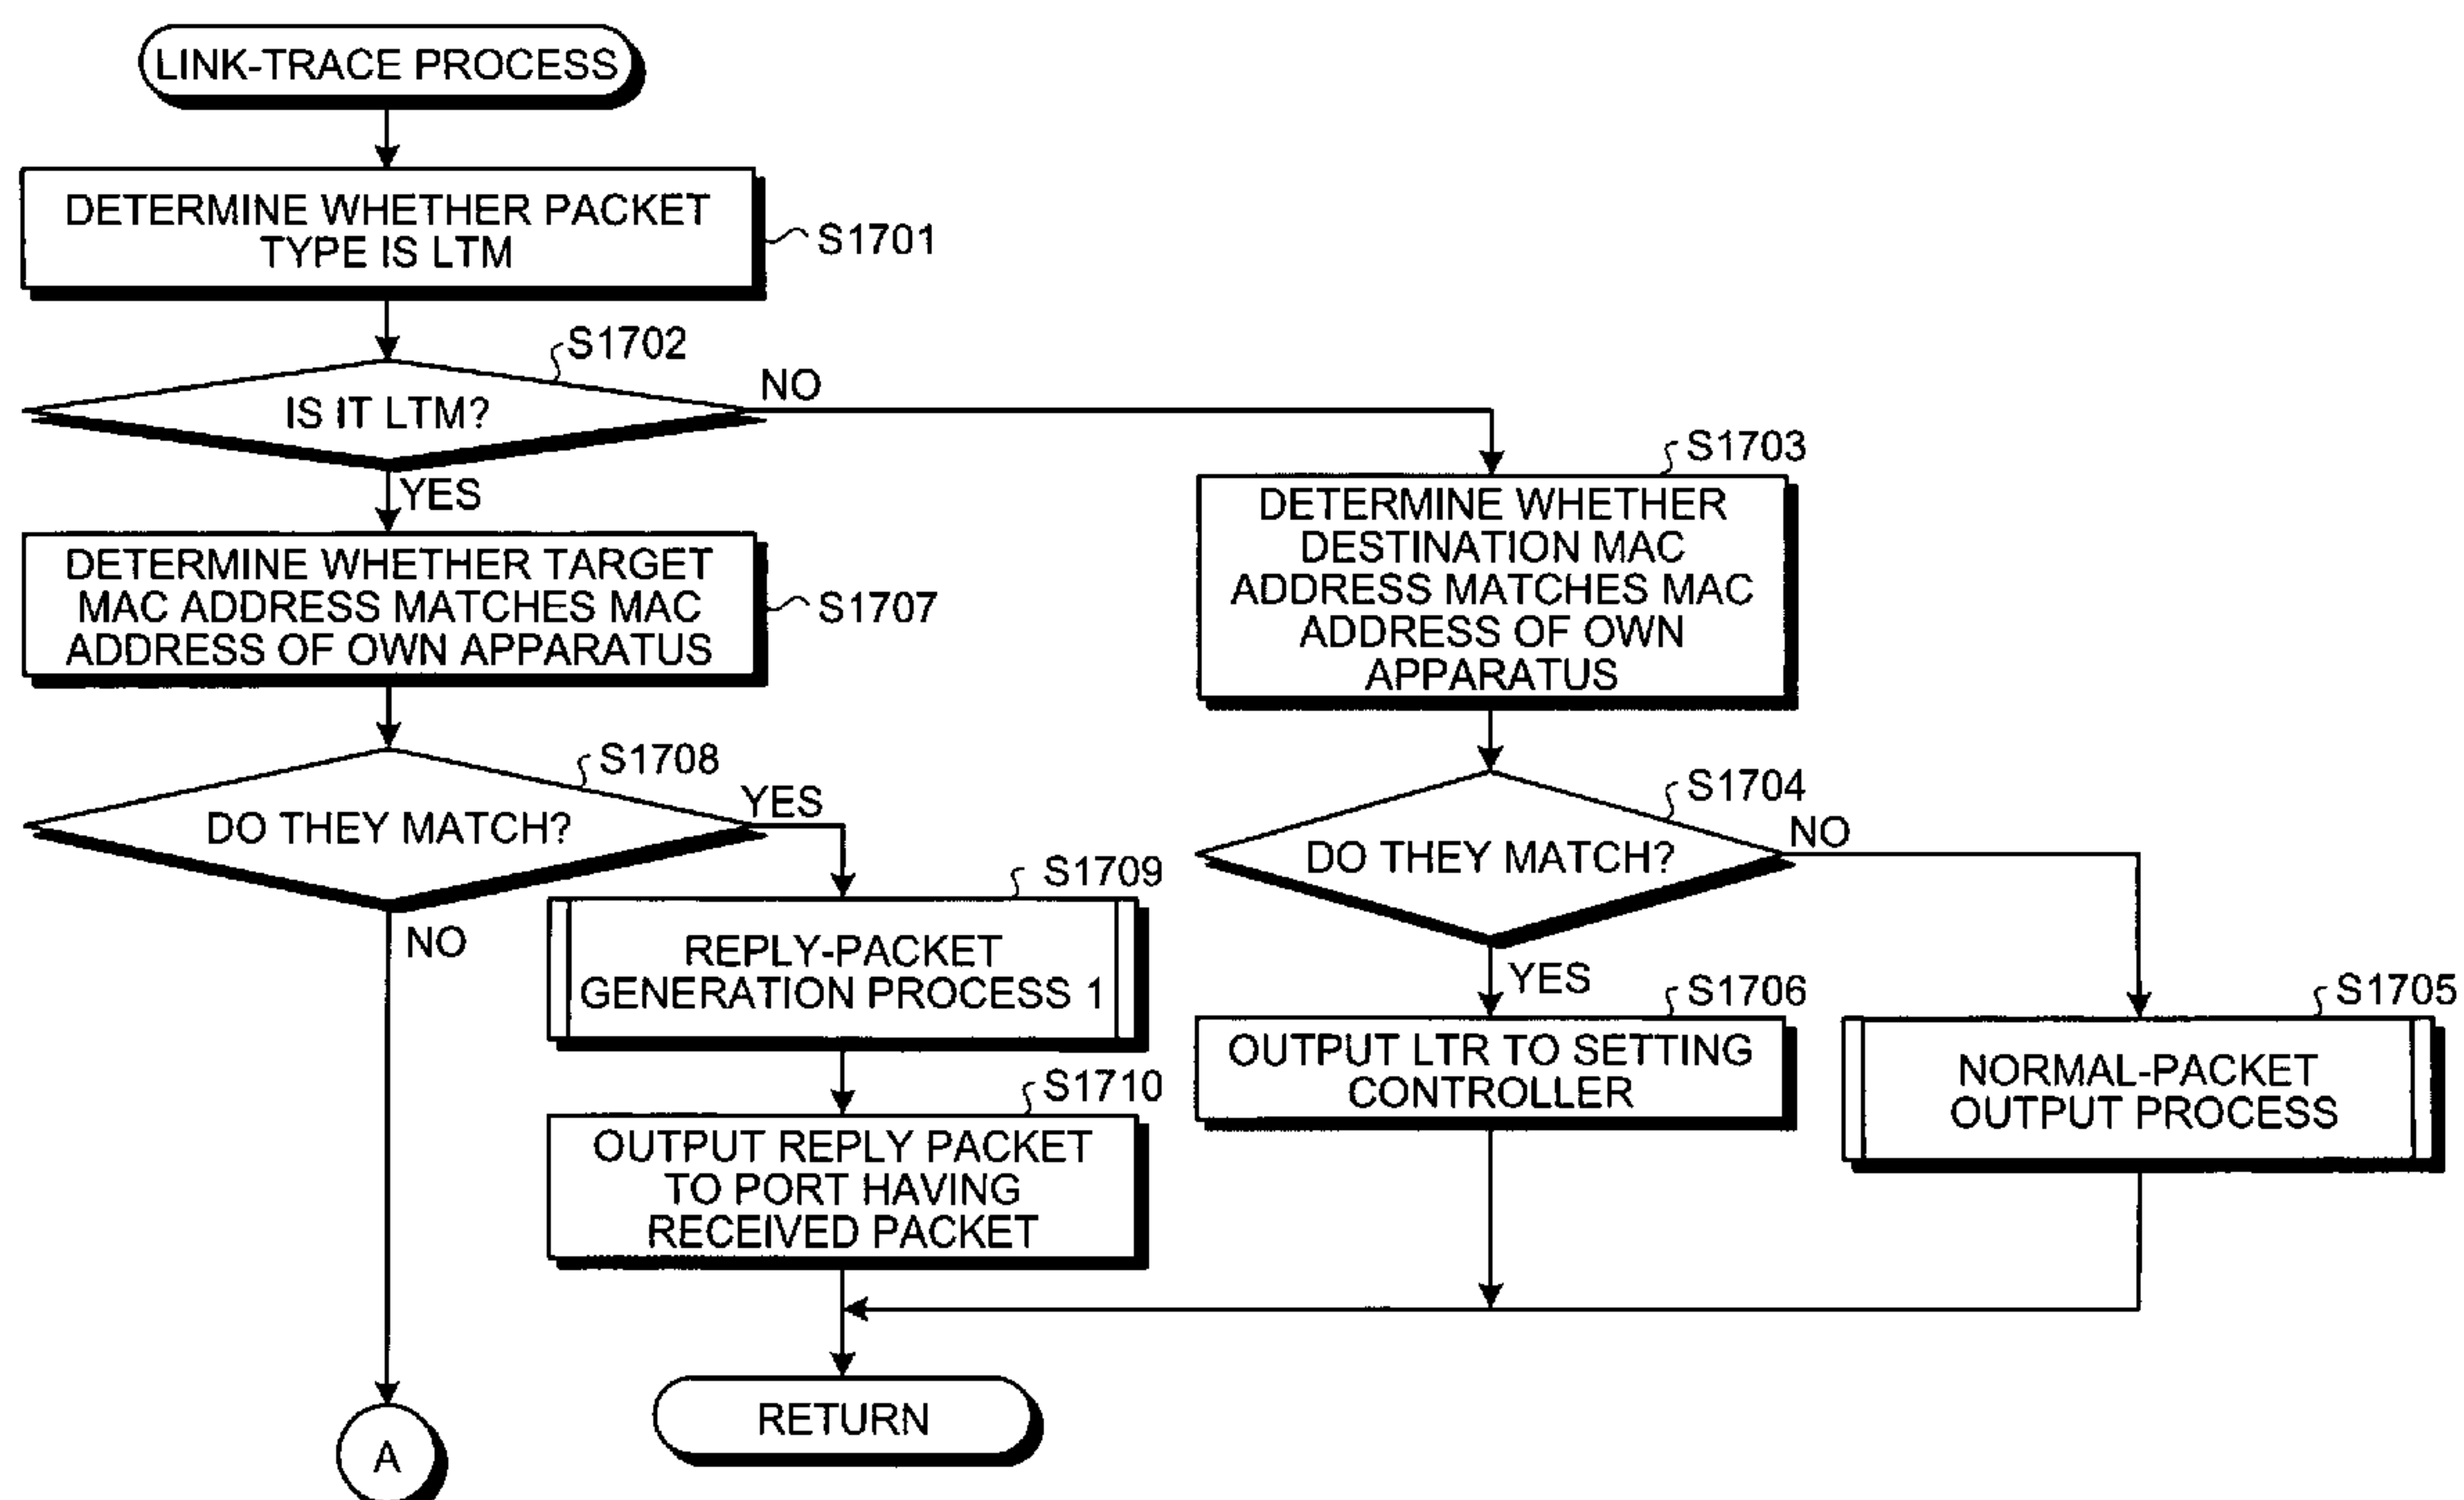 LINK-TRACE PROCESS
DETERMINE WHETHER PACKET
TYPE IS LTM
S1701
S1702
IS IT LTM?
NO
YES
DETERMINE WHETHER TARGET
MAC ADDRESS MATCHES MAC
ADDRESS OF OWN APPARATUS
S1707
S1708
DO THEY MATCH?
YES
NO
S1709
REPLY-PACKET
GENERATION PROCESS 1
S1710
OUTPUT REPLY PACKET
TO PORT HAVING
RECEIVED PACKET
S1703
DETERMINE WHETHER
DESTINATION MAC
ADDRESS MATCHES MAC
ADDRESS OF OWN
APPARATUS
S1704
DO THEY MATCH?
NO
YES
S1706
OUTPUT LTR TO SETTING
CONTROLLER
S1705
NORMAL-PACKET
OUTPUT PROCESS
RETURN
A